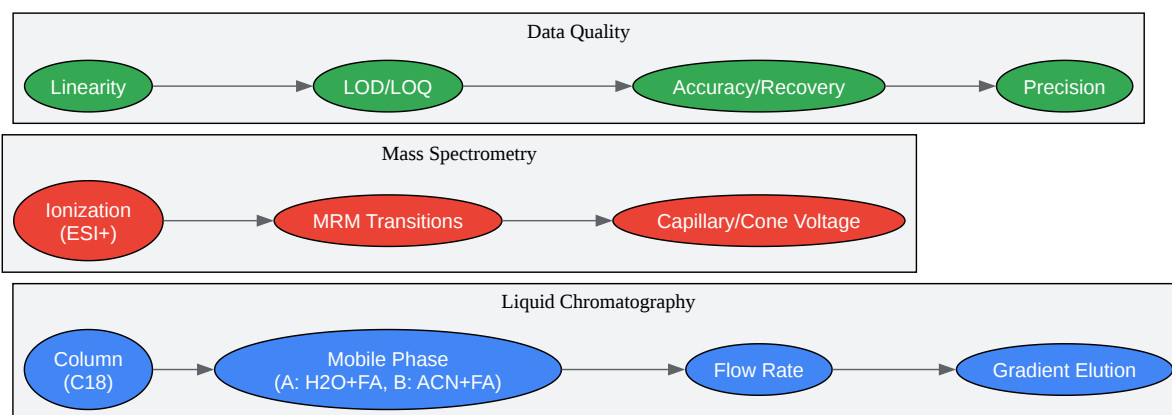 Data Quality
Linearity
LOD/LOQ
Accuracy/Recovery
Precision
Mass Spectrometry
Ionization
(ESI+)
MRM Transitions
Capillary/Cone Voltage
Liquid Chromatography
Column
(C18)
Mobile Phase
(A: H2O+FA, B: ACN+FA)
Flow Rate
Gradient Elution